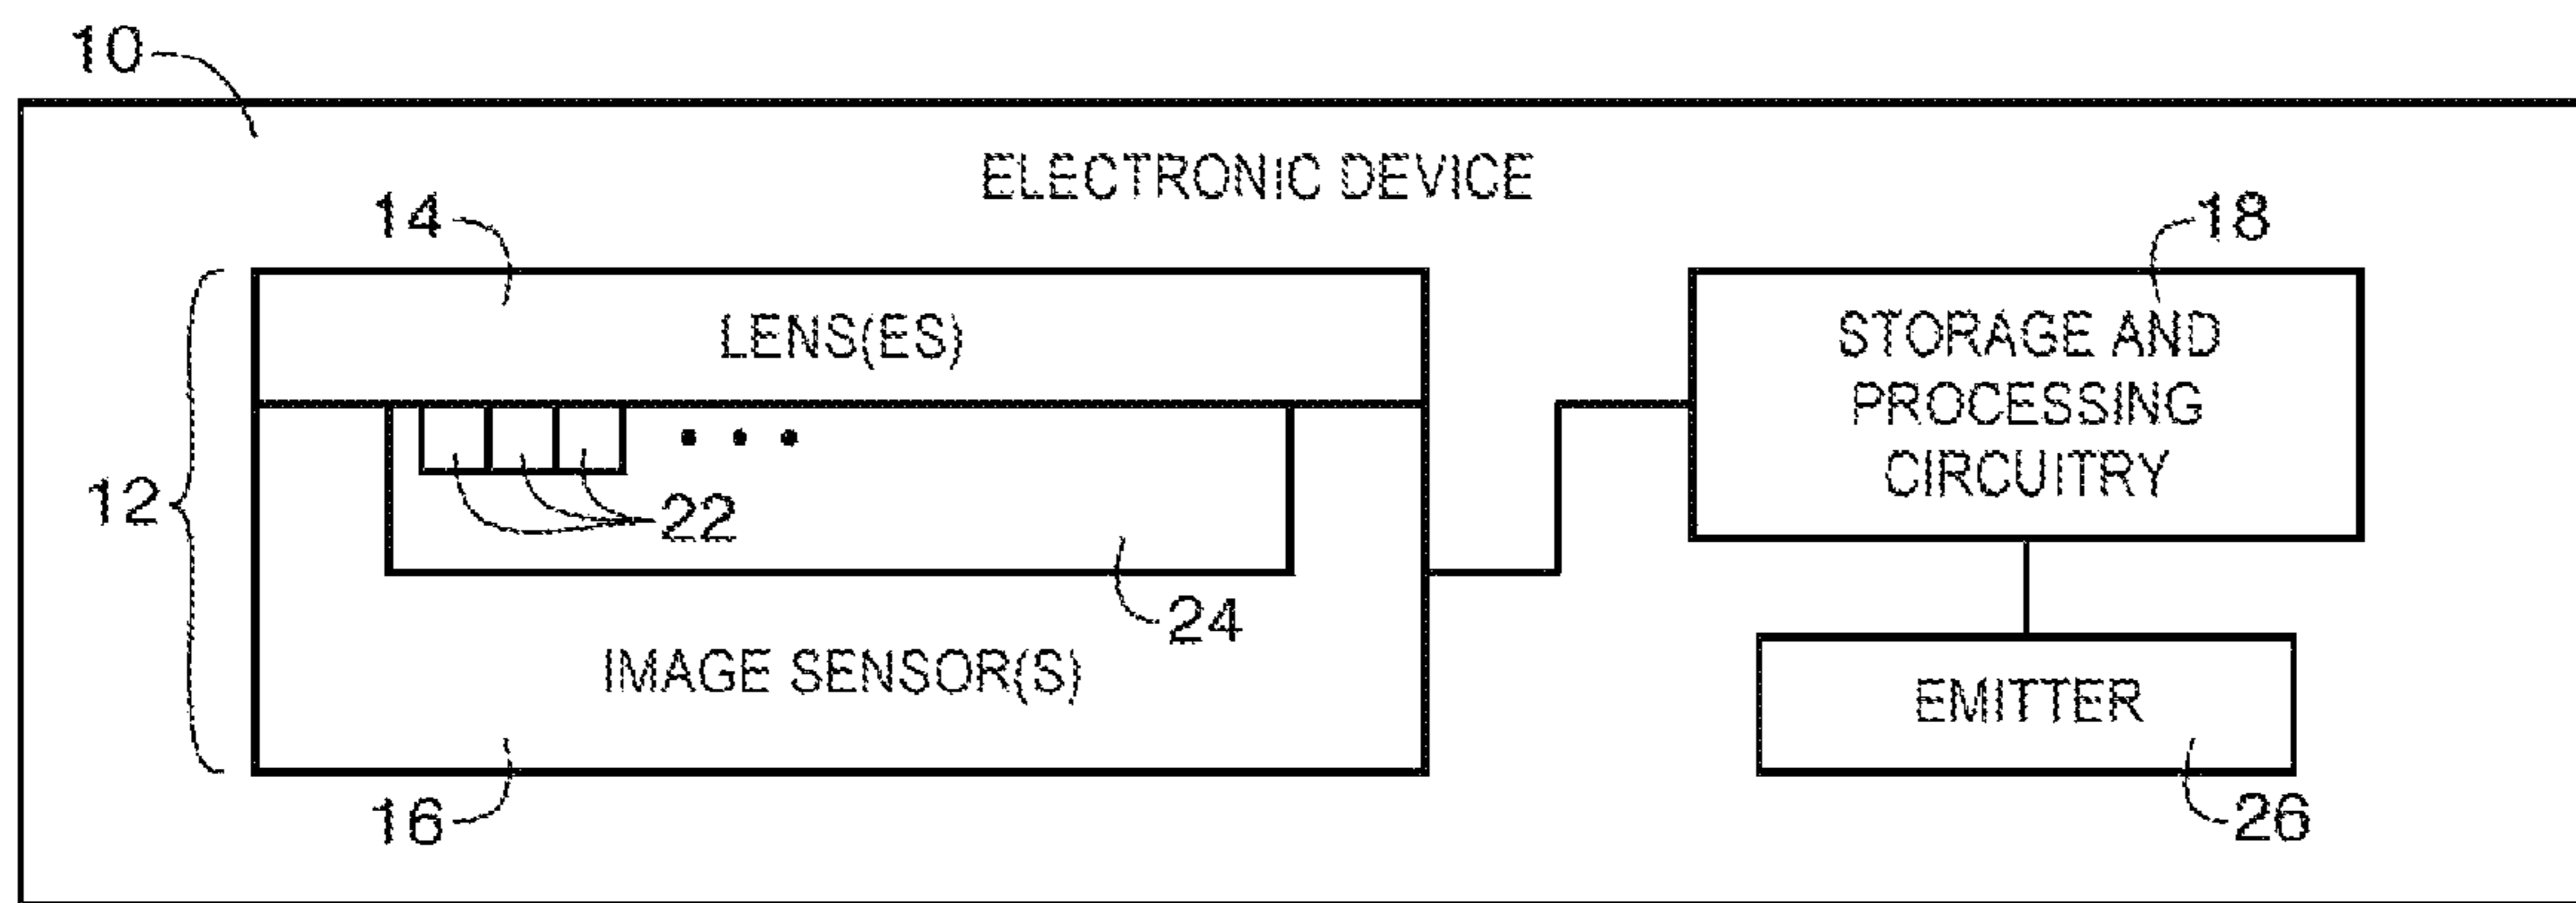 10
ELECTRONIC DEVICE
14
18
LENS(ES)
STORAGE AND
PROCESSING
CIRCUITRY
12
22
24
IMAGE SENSOR(S)
EMITTER
16
26